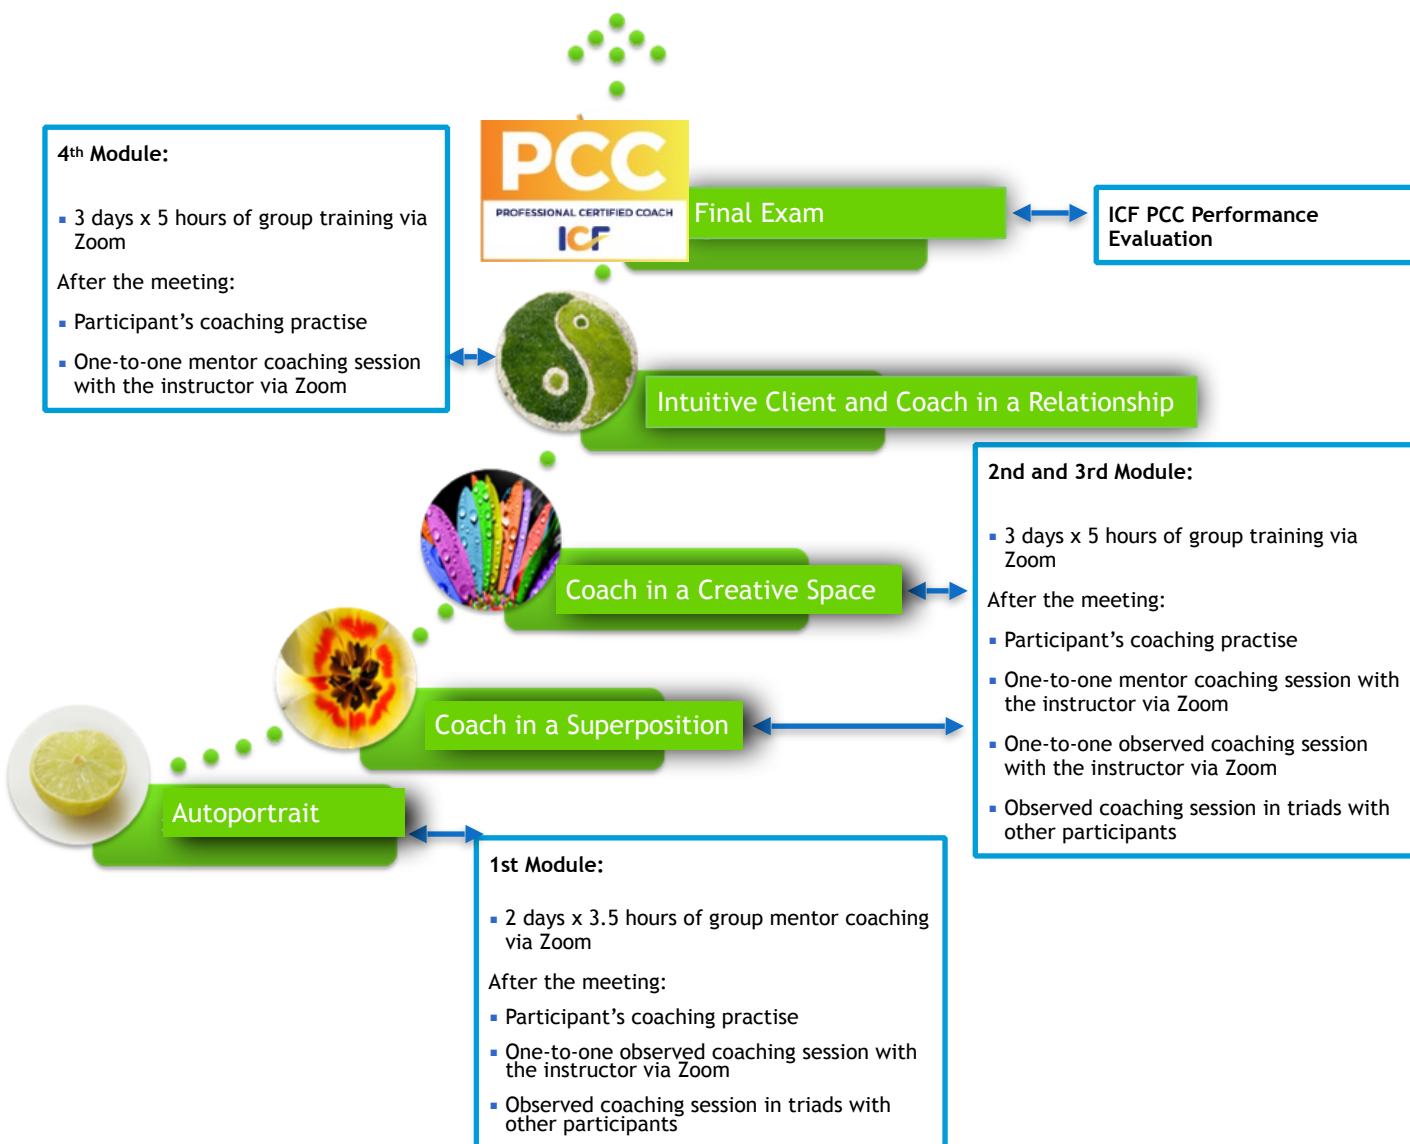 PCC
PROFESSIONAL CERTIFIED COACH
ICF
Final Exam
ICF PCC Performance
Evaluation
4th Module:
▪ 3 days x 5 hours of group training via
Zoom
After the meeting:
▪ Participant’s coaching practise
▪ One-to-one mentor coaching session
with the instructor via Zoom
Intuitive Client and Coach in a Relationship
2nd and 3rd Module:
▪ 3 days x 5 hours of group training via
Zoom
After the meeting:
▪ Participant’s coaching practise
▪ One-to-one mentor coaching session with
the instructor via Zoom
▪ One-to-one observed coaching session
with the instructor via Zoom
▪ Observed coaching session in triads with
other participants
Coach in a Creative Space
Coach in a Superposition
Autoportrait
1st Module:
▪ 2 days x 3.5 hours of group mentor coaching
via Zoom
After the meeting:
▪ Participant’s coaching practise
▪ One-to-one observed coaching session with
the instructor via Zoom
▪ Observed coaching session in triads with
other participants